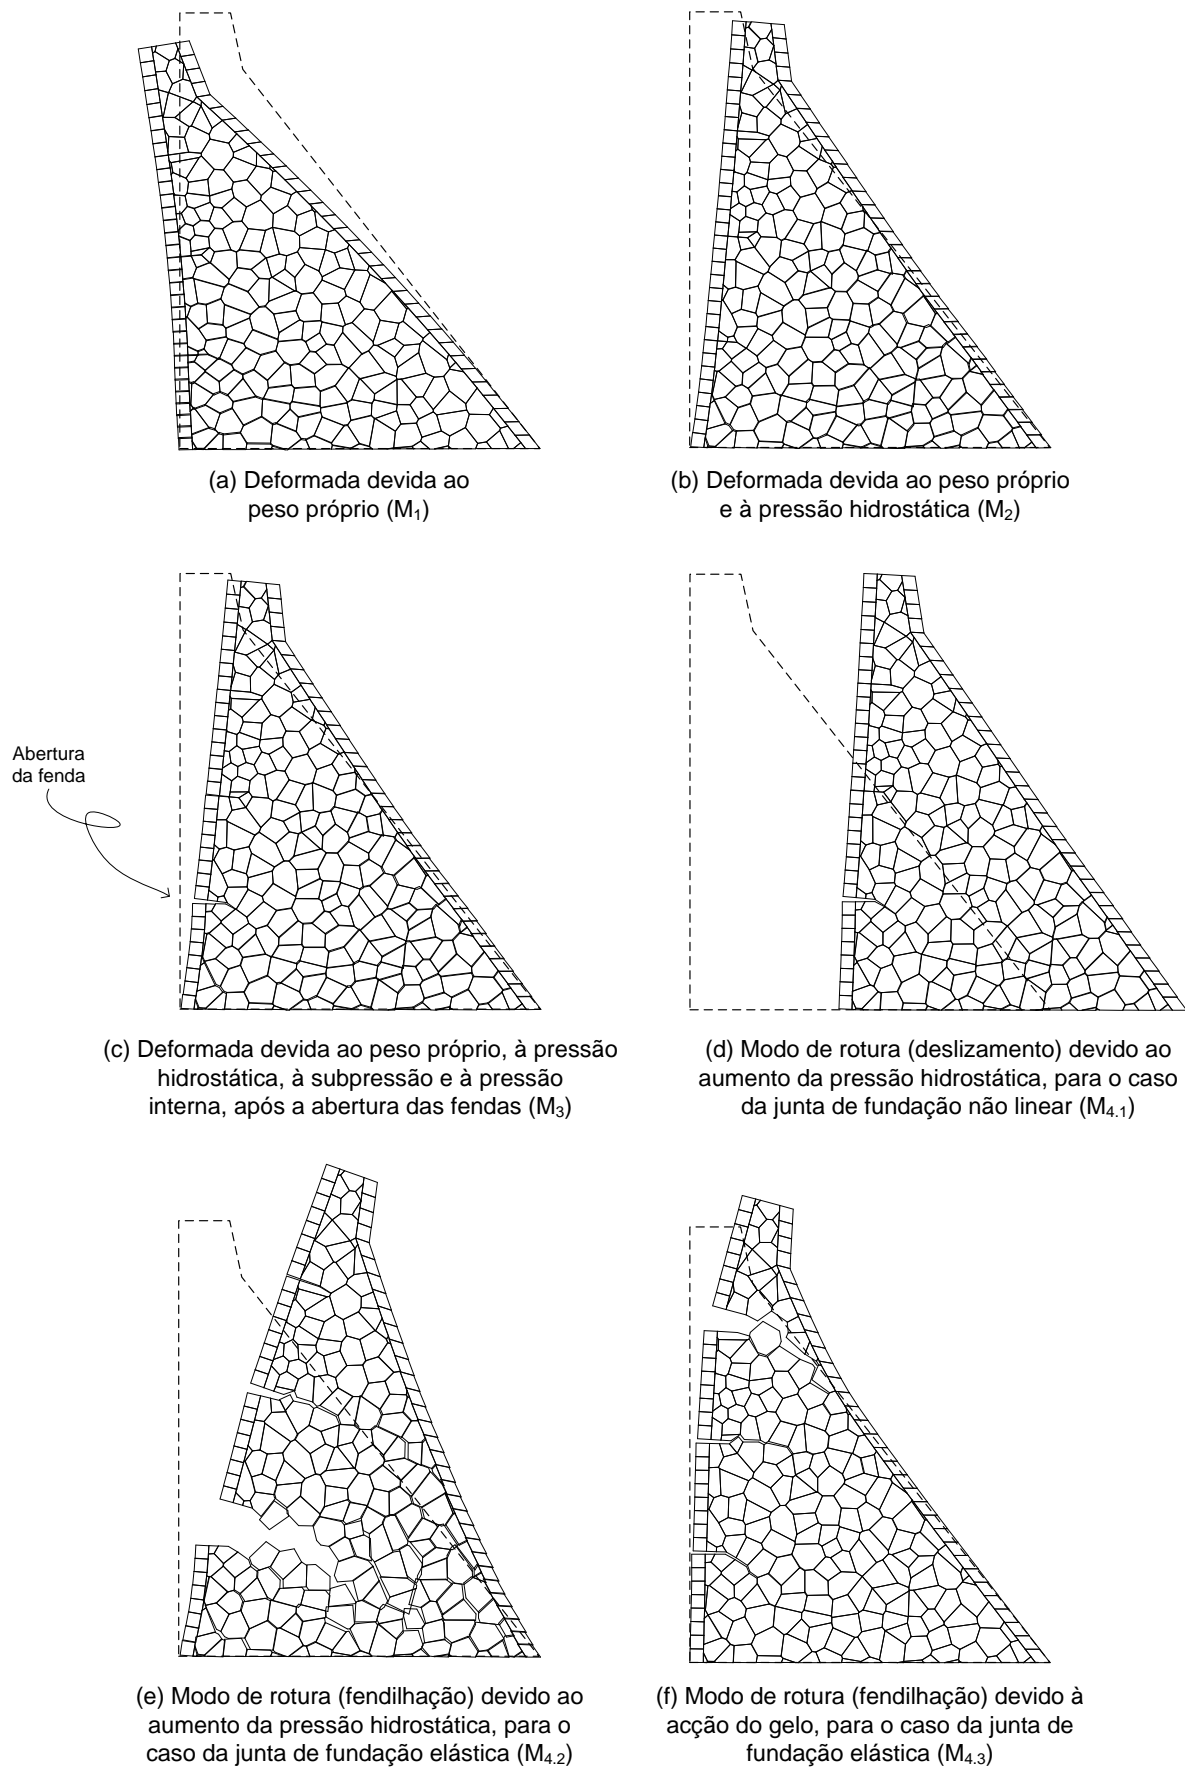 (a) Deformada devida ao
peso próprio (M₁)
(b) Deformada devida ao peso próprio
e à pressão hidrostática (M₂)
Abertura
da fenda
(c) Deformada devida ao peso próprio, à pressão
hidrostática, à subpressão e à pressão
interna, após a abertura das fendas (M₃)
(d) Modo de rotura (deslizamento) devido ao
aumento da pressão hidrostática, para o caso
da junta de fundação não linear (M₄.₁)
(e) Modo de rotura (fendilhação) devido ao
aumento da pressão hidrostática, para o
caso da junta de fundação elástica (M₄.₂)
(f) Modo de rotura (fendilhação) devido à
acção do gelo, para o caso da junta de
fundação elástica (M₄.₃)